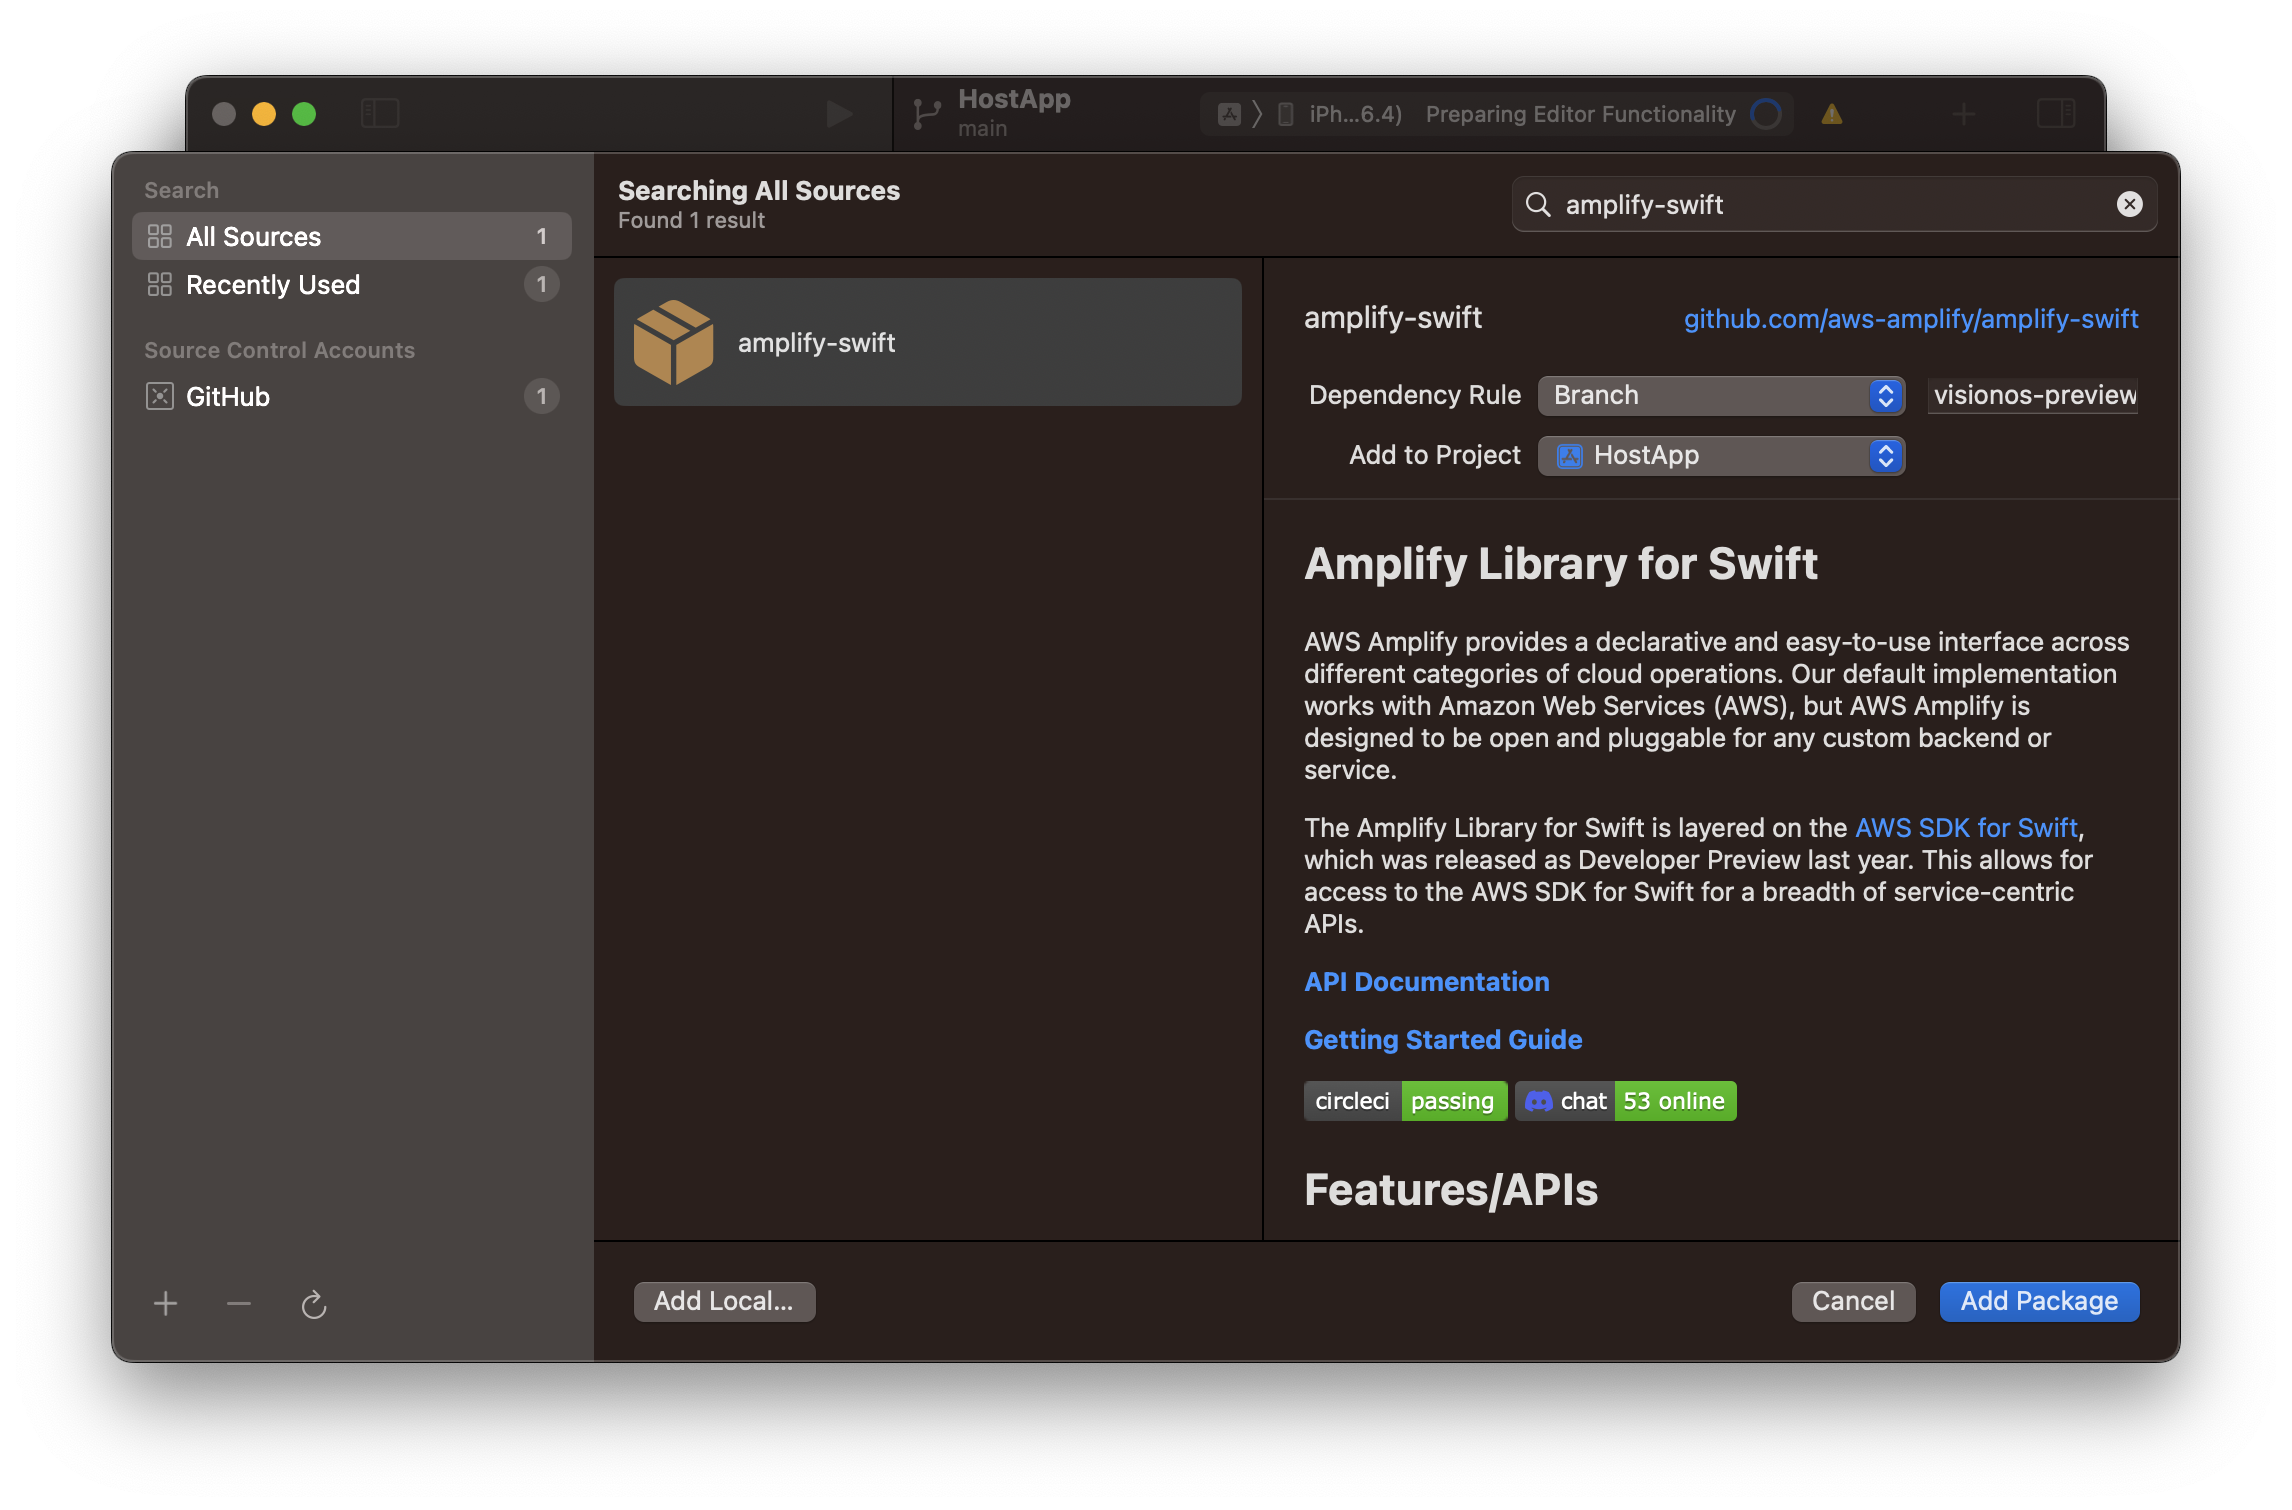 HostApp
main
iPh...6.4)
Preparing Editor Functionality
Search
All Sources 1
Recently Used 1
Source Control Accounts
GitHub 1
Searching All Sources
Found 1 result
amplify-swift
amplify-swift
amplify-swift
github.com/aws-amplify/amplify-swift
Dependency Rule Branch visionos-preview
Add to Project HostApp
Amplify Library for Swift
AWS Amplify provides a declarative and easy-to-use interface across
different categories of cloud operations. Our default implementation
works with Amazon Web Services (AWS), but AWS Amplify is
designed to be open and pluggable for any custom backend or
service.
The Amplify Library for Swift is layered on the AWS SDK for Swift,
which was released as Developer Preview last year. This allows for
access to the AWS SDK for Swift for a breadth of service-centric
APIs.
API Documentation
Getting Started Guide
circleci passing chat 53 online
Features/APIs
Add Local...
Cancel
Add Package